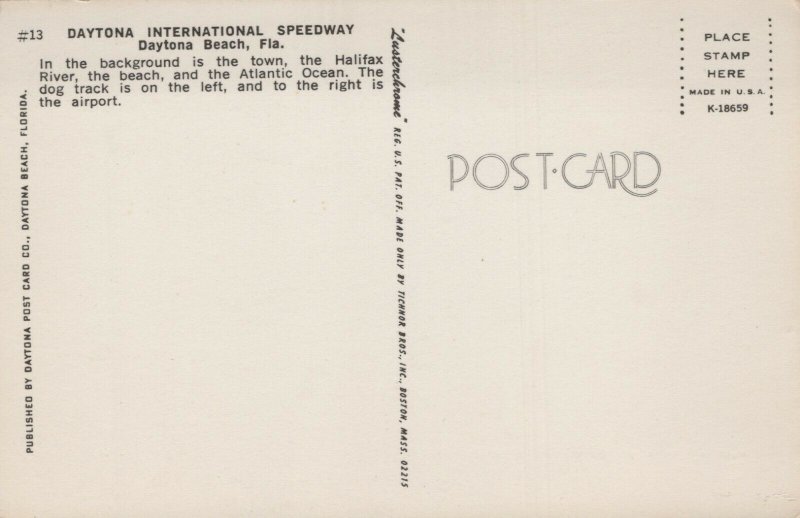 #13 DAYTONA INTERNATIONAL SPEEDWAY
Daytona Beach, Fla.
In the background is the town, the Halifax
River, the beach, and the Atlantic Ocean. The
dog track is on the left, and to the right is
the airport.
PUBLISHED BY DAYTONA POST CARD CO., DAYTONA BEACH, FLORIDA.
"Lusterchrome" REG. U.S. PAT. OFF. MADE ONLY BY TICHNOR BROS., INC., BOSTON, MASS. 02215
POST·CARD
PLACE
STAMP
HERE
MADE IN U.S.A.
K-18659